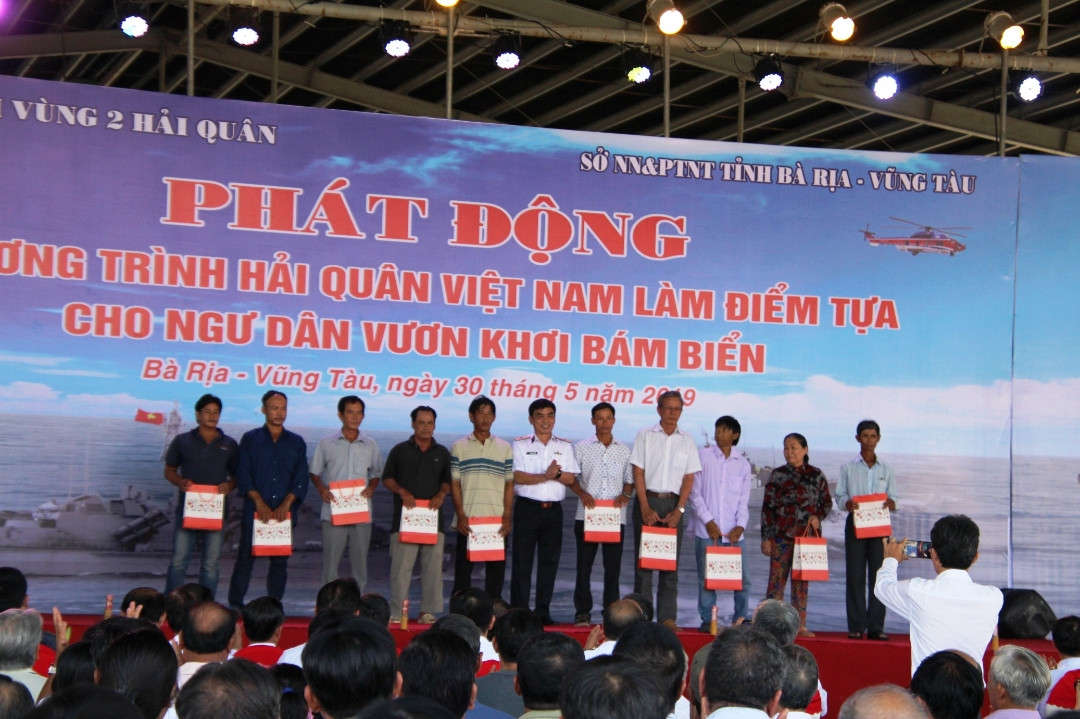 VÙNG 2 HẢI QUÂN
SỞ NN&PTNT TỈNH BÀ RỊA - VŨNG TÀU
PHÁT ĐỘNG
ƯƠNG TRÌNH HẢI QUÂN VIỆT NAM LÀM ĐIỂM TỰA
CHO NGƯ DÂN VƯƠN KHƠI BÁM BIỂN
Bà Rịa - Vũng Tàu, ngày 30 tháng 5 năm 2019